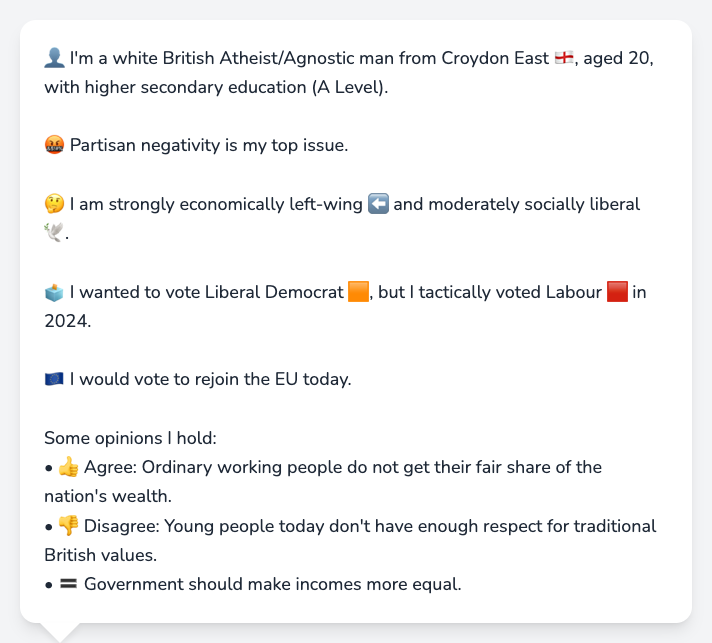 👤 I'm a white British Atheist/Agnostic man from Croydon East 🏴󠁧󠁢󠁥󠁮󠁧󠁿, aged 20,
with higher secondary education (A Level).
🤬 Partisan negativity is my top issue.
🤔 I am strongly economically left-wing ⬅️ and moderately socially liberal
🕊️.
🗳️ I wanted to vote Liberal Democrat 🟧, but I tactically voted Labour 🟥 in
2024.
🇪🇺 I would vote to rejoin the EU today.
Some opinions I hold:
• 👍 Agree: Ordinary working people do not get their fair share of the
nation's wealth.
• 👎 Disagree: Young people today don't have enough respect for traditional
British values.
• 🟰 Government should make incomes more equal.